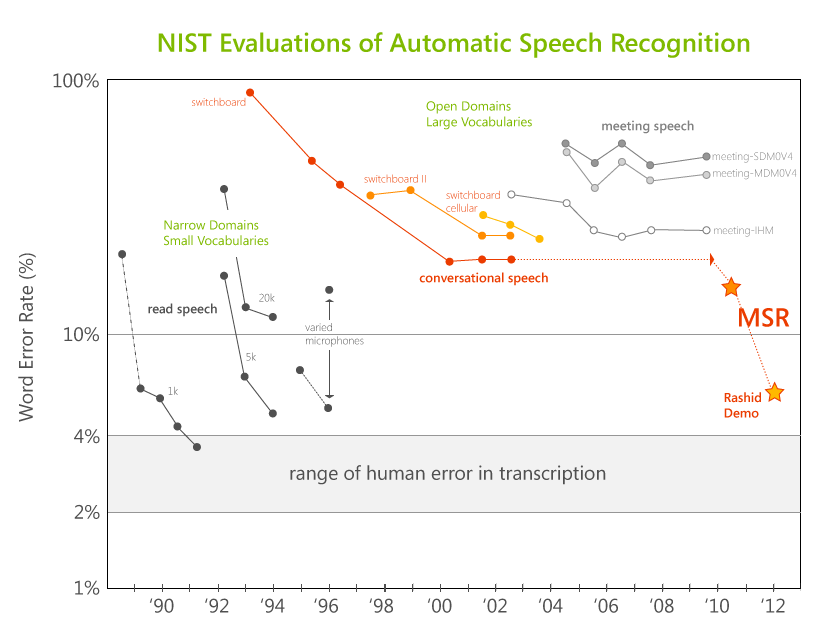 NIST Evaluations of Automatic Speech Recognition
Word Error Rate (%)
100%
10%
4%
2%
1%
switchboard
Open Domains
Large Vocabularies
meeting speech
meeting-SDM0V4
meeting-MDM0V4
switchboard II
switchboard
cellular
meeting-IHM
Narrow Domains
Small Vocabularies
conversational speech
read speech
20k
varied
microphones
MSR
5k
1k
Rashid
Demo
range of human error in transcription
‘90
‘92
‘94
‘96
‘98
‘00
‘02
‘04
‘06
‘08
‘10
‘12